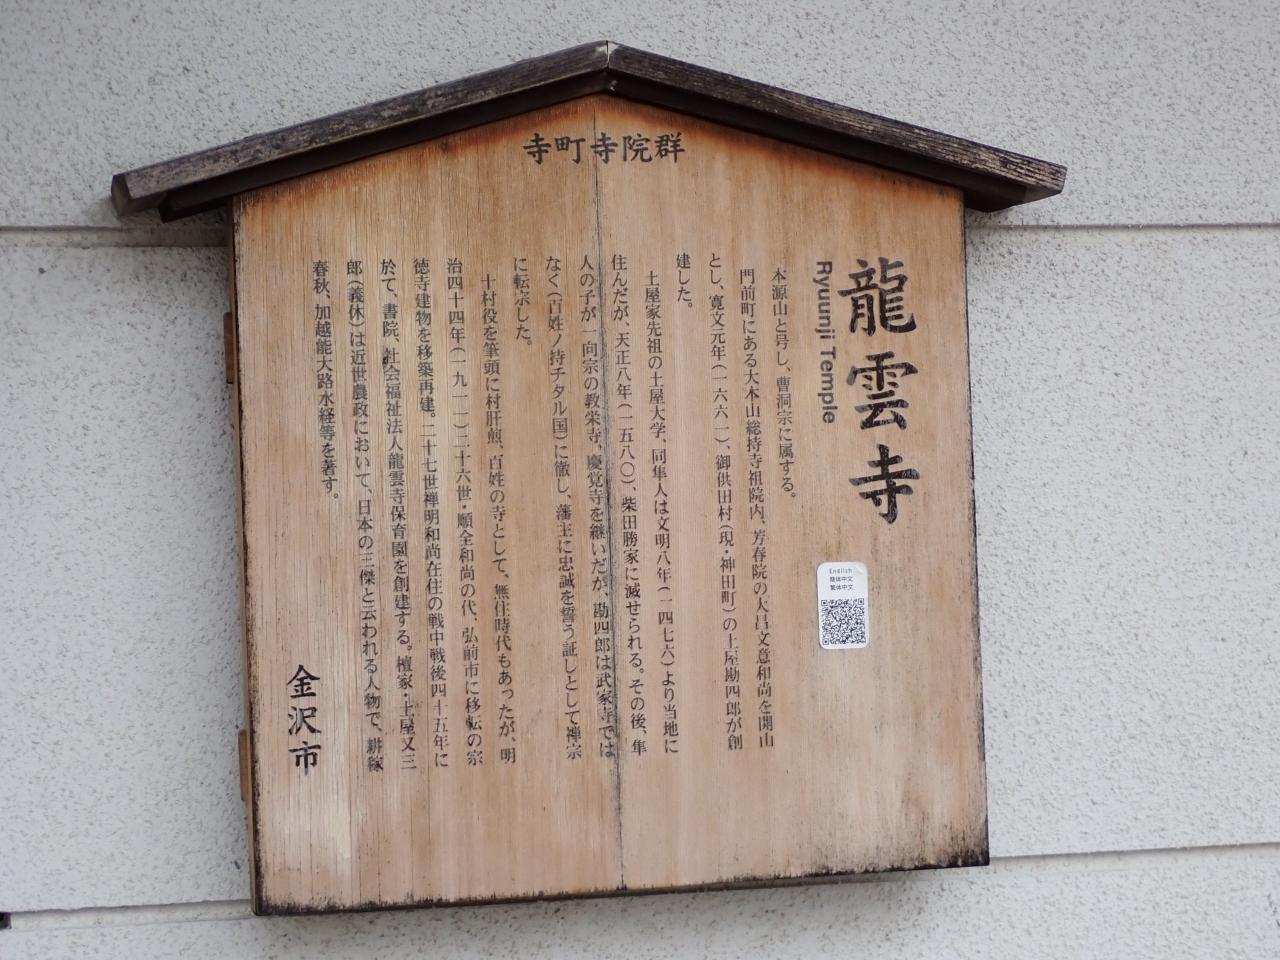 寺町寺院群
龍雲寺
Ryuunji Temple
本源山と号し、曹洞宗に属する。
門前町にある大本山総持寺祖院内、芳春院の大昌文意和尚を開山
とし、寛文元年(一六六一)、御供田村(現・神田町)の土屋勘四郎が創
建した。
土屋家先祖の土屋大学、同隼人は文明八年(一四七六)より当地に
住んだが、天正八年(一五八〇)、柴田勝家に滅せられる。その後、隼
人の子が一向宗の教栄寺、慶覚寺を継いだが、勘四郎は武家寺では
なく(百姓ノ持チタル国)に徹し、藩主に忠誠を誓う証しとして禅宗
に転宗した。
十村役を筆頭に村肝煎、百姓の寺として、無住時代もあったが、明
治四十四年(一九一一)二十六世・順全和尚の代、弘前市に移転の宗
徳寺建物を移築再建。二十七世禅明和尚在住の戦中戦後四十五年に
於て、書院、社会福祉法人龍雲寺保育園を創建する。檀家・土屋又三
郎(義休)は近世農政において、日本の三傑と云われる人物で、耕稼
春秋、加越能大路水経等を著す。
金沢市
English
簡体中文
繁体中文